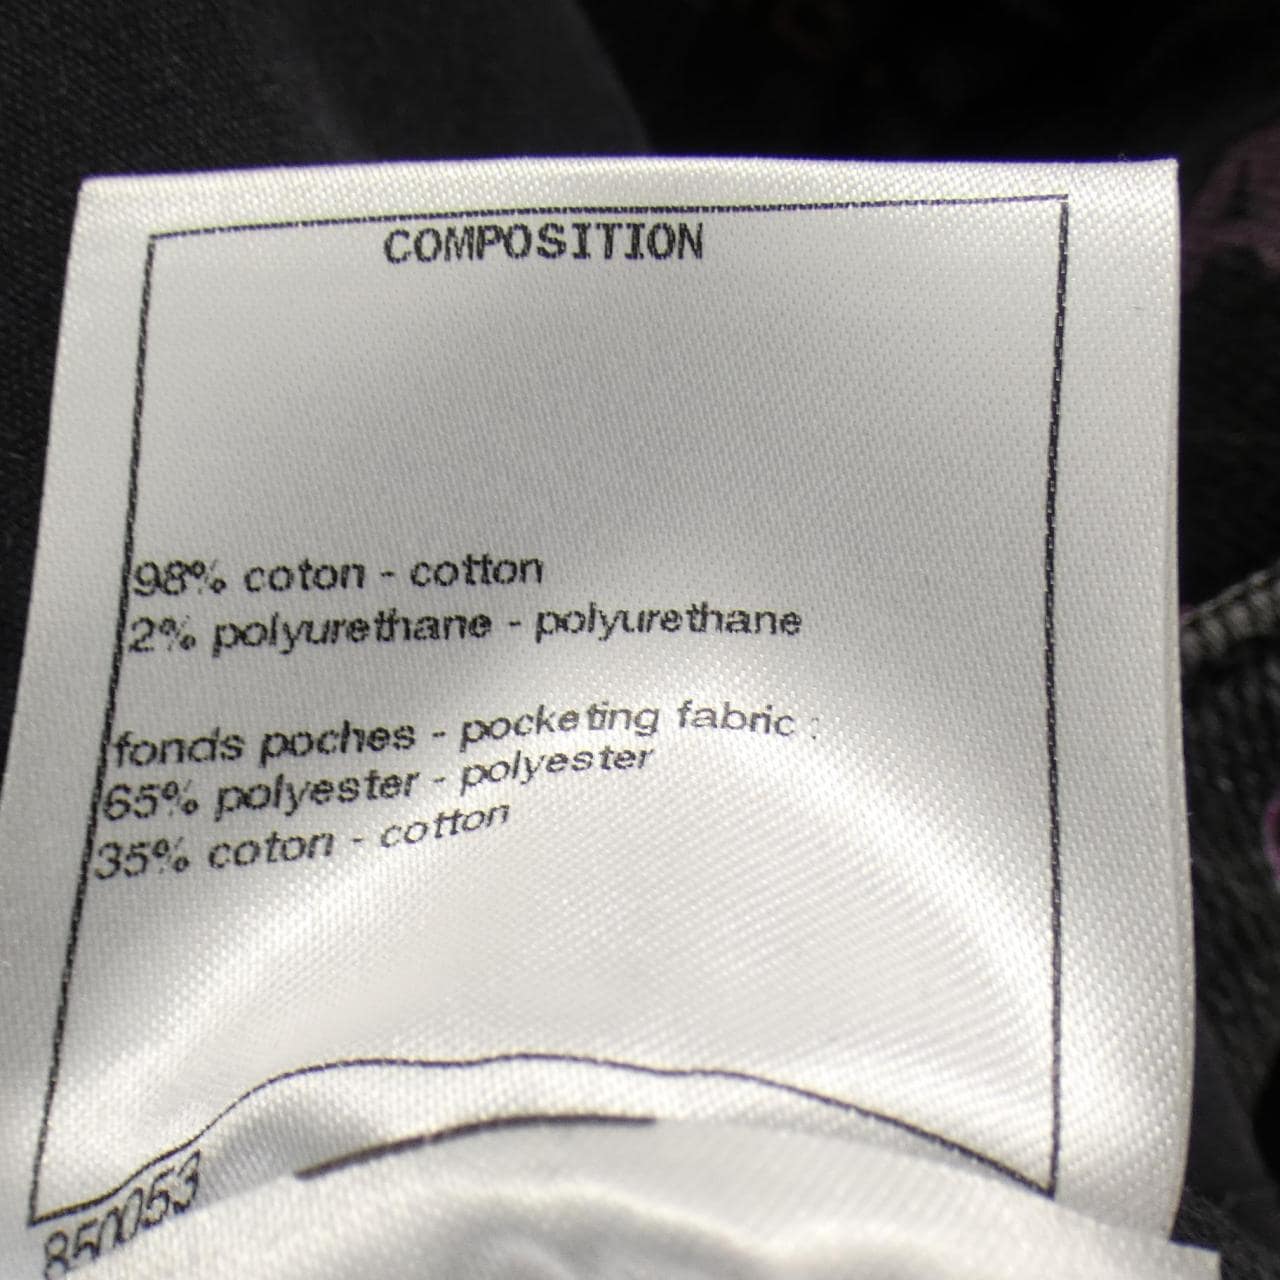 COMPOSITION
98% coton - cotton
2% polyurethane - polyurethane
fonds poches - pocketing fabric :
65% polyester - polyester
35% coton - cotton
850053